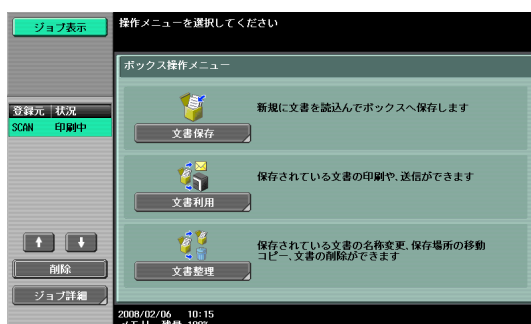 ジョブ表示
操作メニューを選択してください
ボックス操作メニュー
登録元 状況
SCAN 印刷中
新規に文書を読込んでボックスへ保存します
文書保存
保存されている文書の印刷や、送信ができます
文書利用
保存されている文書の名称変更、保存場所の移動
コピー、文書の削除ができます
文書整理
↑ ↓
削除
ジョブ詳細
2008/02/06 10:15
メモリー残量 100%